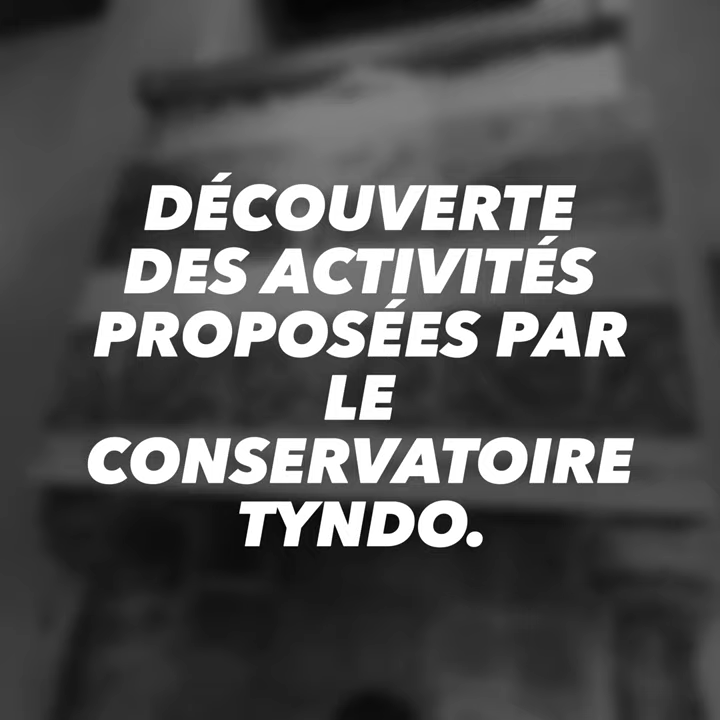 DÉCOUVERTE
DES ACTIVITÉS
PROPOSÉES PAR
LE
CONSERVATOIRE
TYNDO.